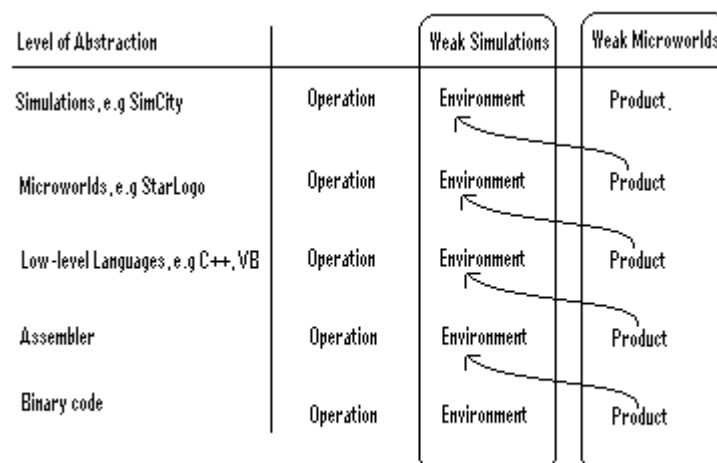 Level of Abstraction Weak Simulations Weak Microworlds
Simulations, e.g SimCity Operation Environment Product.
Microworlds, e.g StarLogo Operation Environment Product
Low-level Languages, e.g C++, VB Operation Environment Product
Assembler Operation Environment Product
Binary code Operation Environment Product